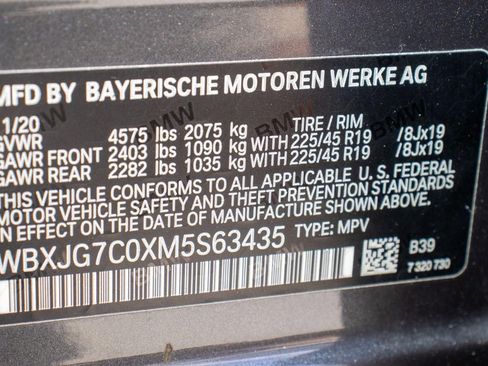 MFD BY BAYERISCHE MOTOREN WERKE AG
1/20
GVWR 4575 lbs 2075 kg TIRE / RIM
GAWR FRONT 2403 lbs 1090 kg WITH 225/45 R19 /8Jx19
GAWR REAR 2282 lbs 1035 kg WITH 225/45 R19 /8Jx19
THIS VEHICLE CONFORMS TO ALL APPLICABLE U. S. FEDERAL
MOTOR VEHICLE SAFETY AND THEFT PREVENTION
IN EFFECT ON THE DATE OF MANUFACTURE SHOWN ABOVE.
WBXJG7C0XM5S63435 TYPE: MPV
B39
7 320 730